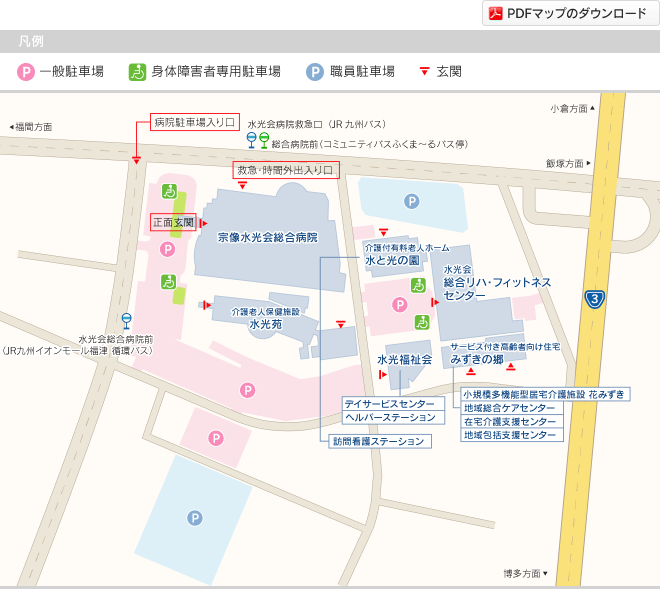 PDFマップのダウンロード
凡例
P 一般駐車場
身体障害者専用駐車場
P 職員駐車場
玄関
小倉方面▲
◀福間方面
病院駐車場入り口
水光会病院救急口（JR九州バス）
総合病院前（コミュニティバスふくま〜るバス停）
飯塚方面▶
救急・時間外出入り口
P
正面玄関
宗像水光会総合病院
P
介護付有料老人ホーム
水と光の園
水光会
総合リハ・フィットネス
センター
3
P
介護老人保健施設
水光苑
水光会総合病院前
（JR九州イオンモール福津 循環バス）
サービス付き高齢者向け住宅
みずきの郷
水光福祉会
P
小規模多機能型居宅介護施設 花みずき
デイサービスセンター
地域総合ケアセンター
ヘルパーステーション
在宅介護支援センター
P
訪問看護ステーション
地域包括支援センター
P
博多方面▼